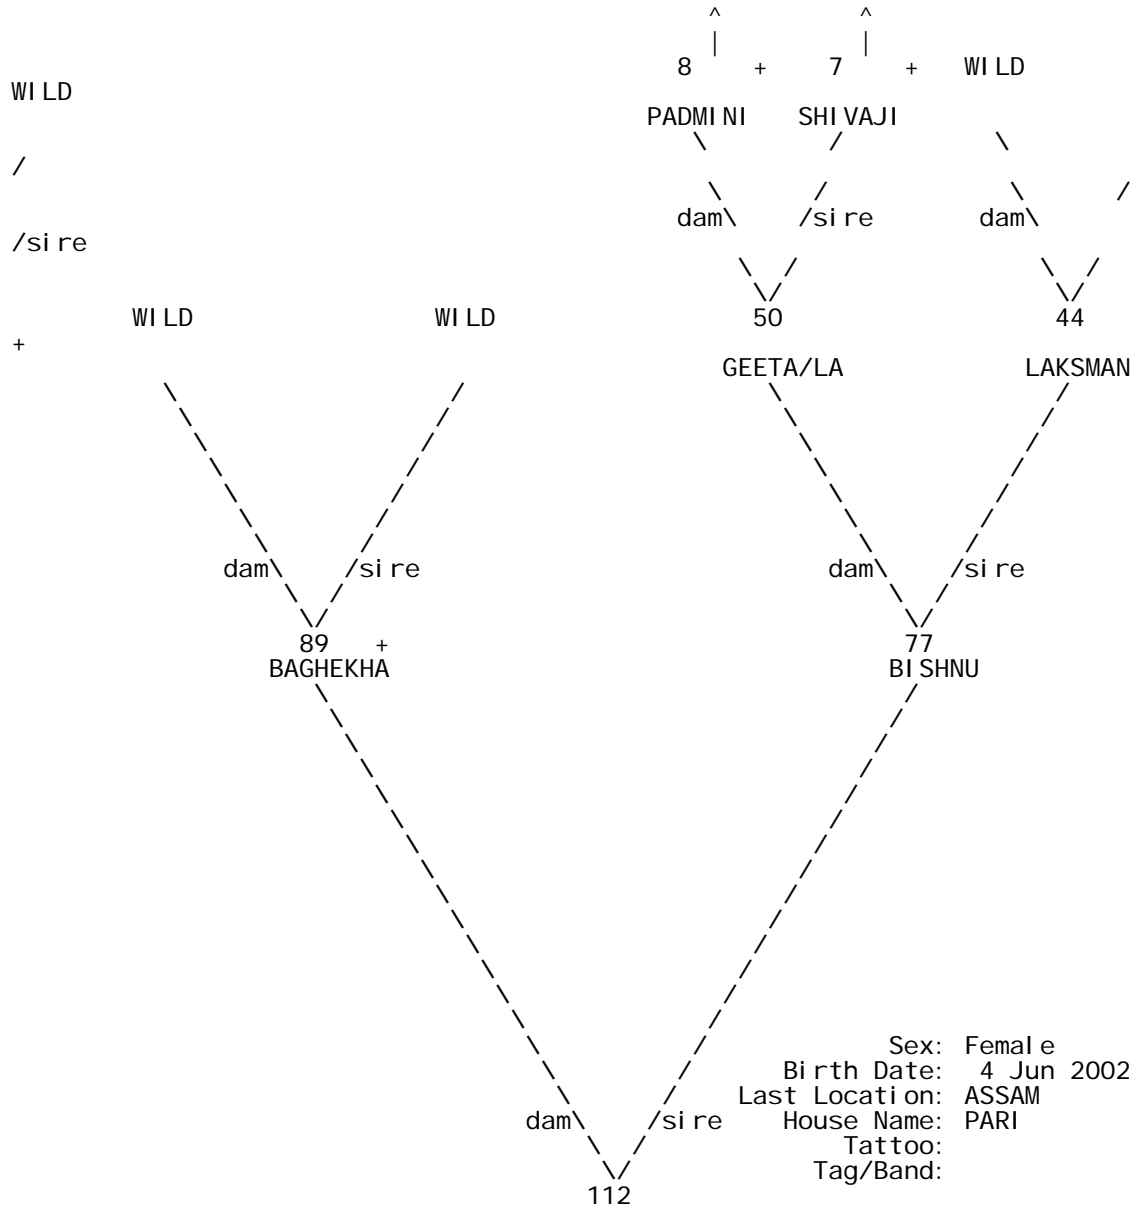 ^ ^
| |
8 + 7 + WILD
WILD
PADMINI SHIVAJI
\ / \
/
\ / \ /
dam\ /sire dam\
/sire
\ / \ /
\/ \/
WILD WILD 50 44
+
GEETA/LA LAKSMAN
\ / \ /
\ / \ /
\ / \ /
\ / \ /
\ / \ /
\ / \ /
\ / \ /
dam\ /sire dam\ /sire
\ / \ /
\/ \/
89 + 77
BAGHEKHA BISHNU
\ /
\ /
\ /
\ /
\ /
\ /
\ /
\ /
\ /
\ /
\ /
\ /
\ /
\ /
\ / Sex: Female
\ / Birth Date: 4 Jun 2002
\ / Last Location: ASSAM
dam\ /sire House Name: PARI
\ / Tattoo:
\/ Tag/Band:
112